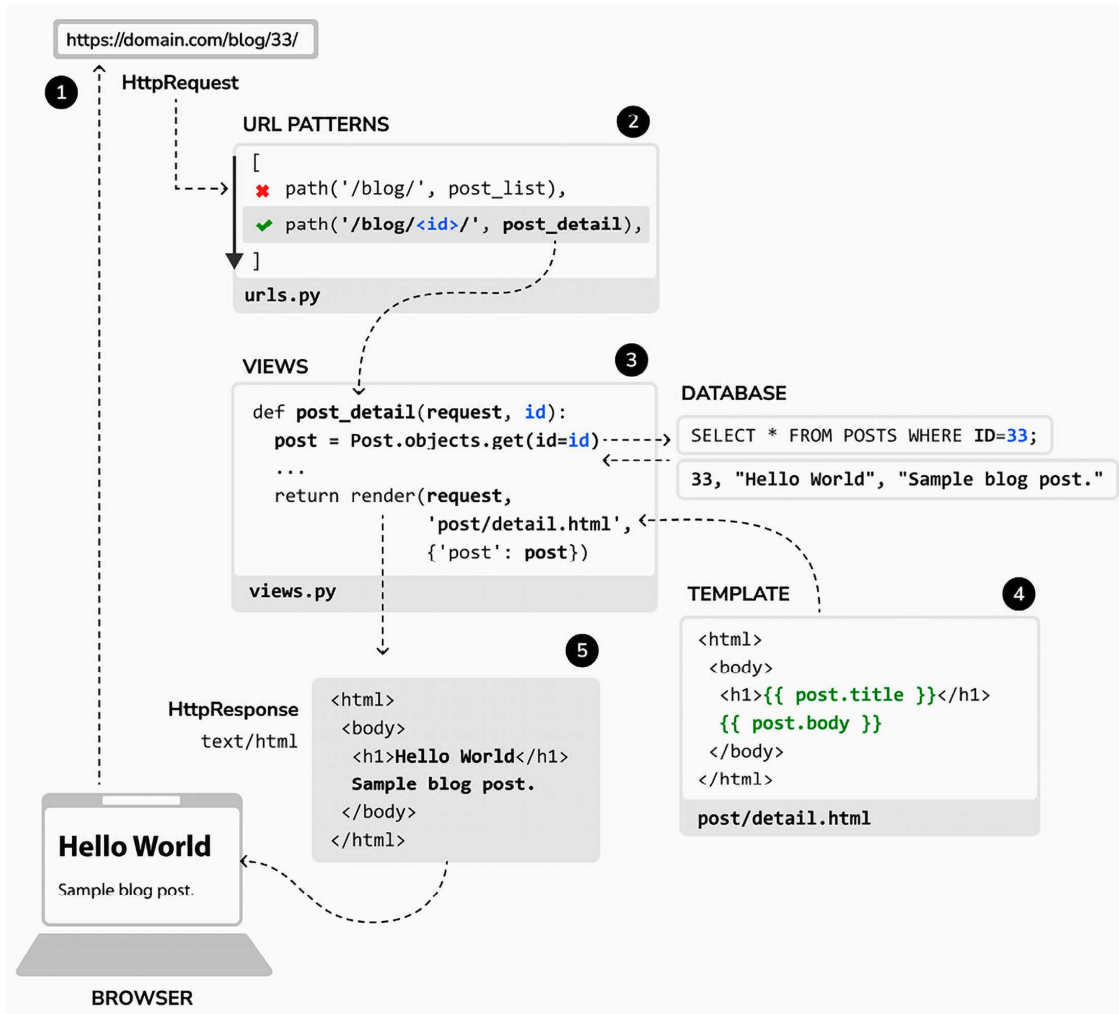 https://domain.com/blog/33/
1
HttpRequest
URL PATTERNS
2
[
path('/blog/', post_list),
path('/blog/<id>/', post_detail),
]
urls.py
VIEWS
3
def post_detail(request, id):
post = Post.objects.get(id=id)
...
return render(request,
'post/detail.html',
{'post': post})
views.py
DATABASE
SELECT * FROM POSTS WHERE ID=33;
33, "Hello World", "Sample blog post."
TEMPLATE
4
<html>
<body>
<h1>{{ post.title }}</h1>
{{ post.body }}
</body>
</html>
post/detail.html
5
HttpResponse
text/html
<html>
<body>
<h1>Hello World</h1>
Sample blog post.
</body>
</html>
Hello World
Sample blog post.
BROWSER